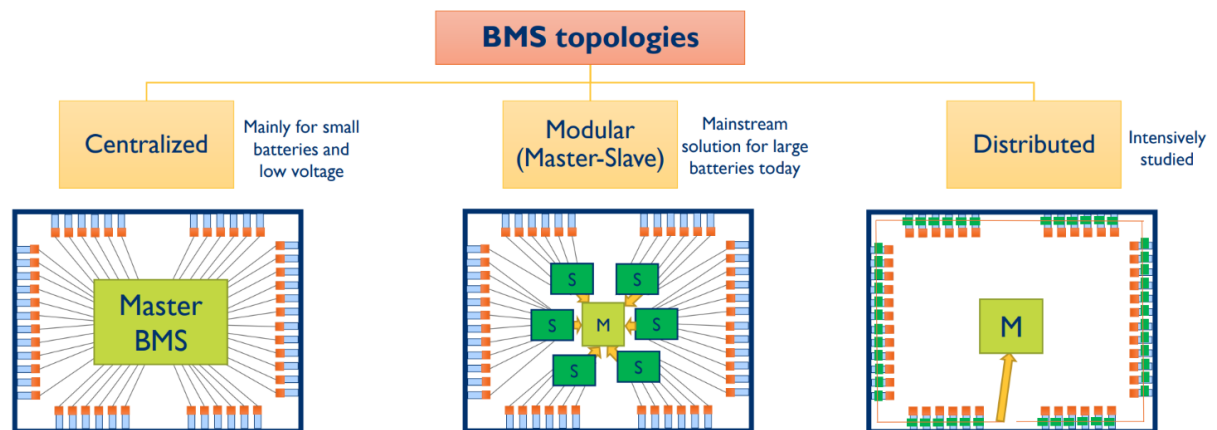 BMS topologies
Centralized
Mainly for small
batteries and
low voltage
Modular
(Master-Slave)
Mainstream
solution for large
batteries today
Distributed
Intensively
studied
Master
BMS
S
S
S
M
S
S
S
M